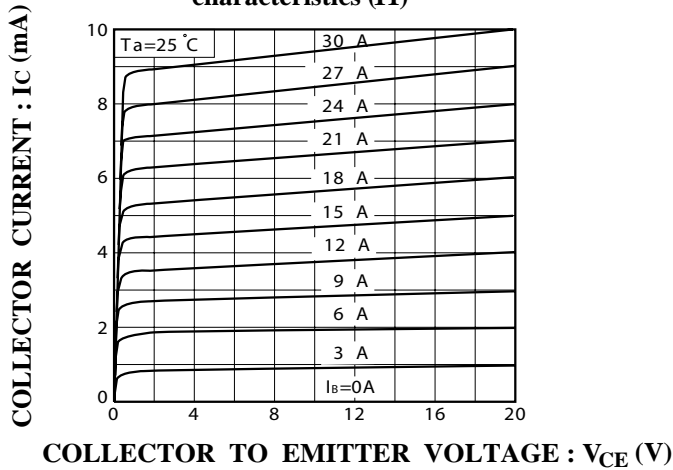 characteristics (II)
COLLECTOR CURRENT : IC (mA)
10
8
6
4
2
0
Ta=25˚C
30 A
27 A
24 A
21 A
18 A
15 A
12 A
9 A
6 A
3 A
IB=0A
0 4 8 12 16 20
COLLECTOR TO EMITTER VOLTAGE : VCE (V)